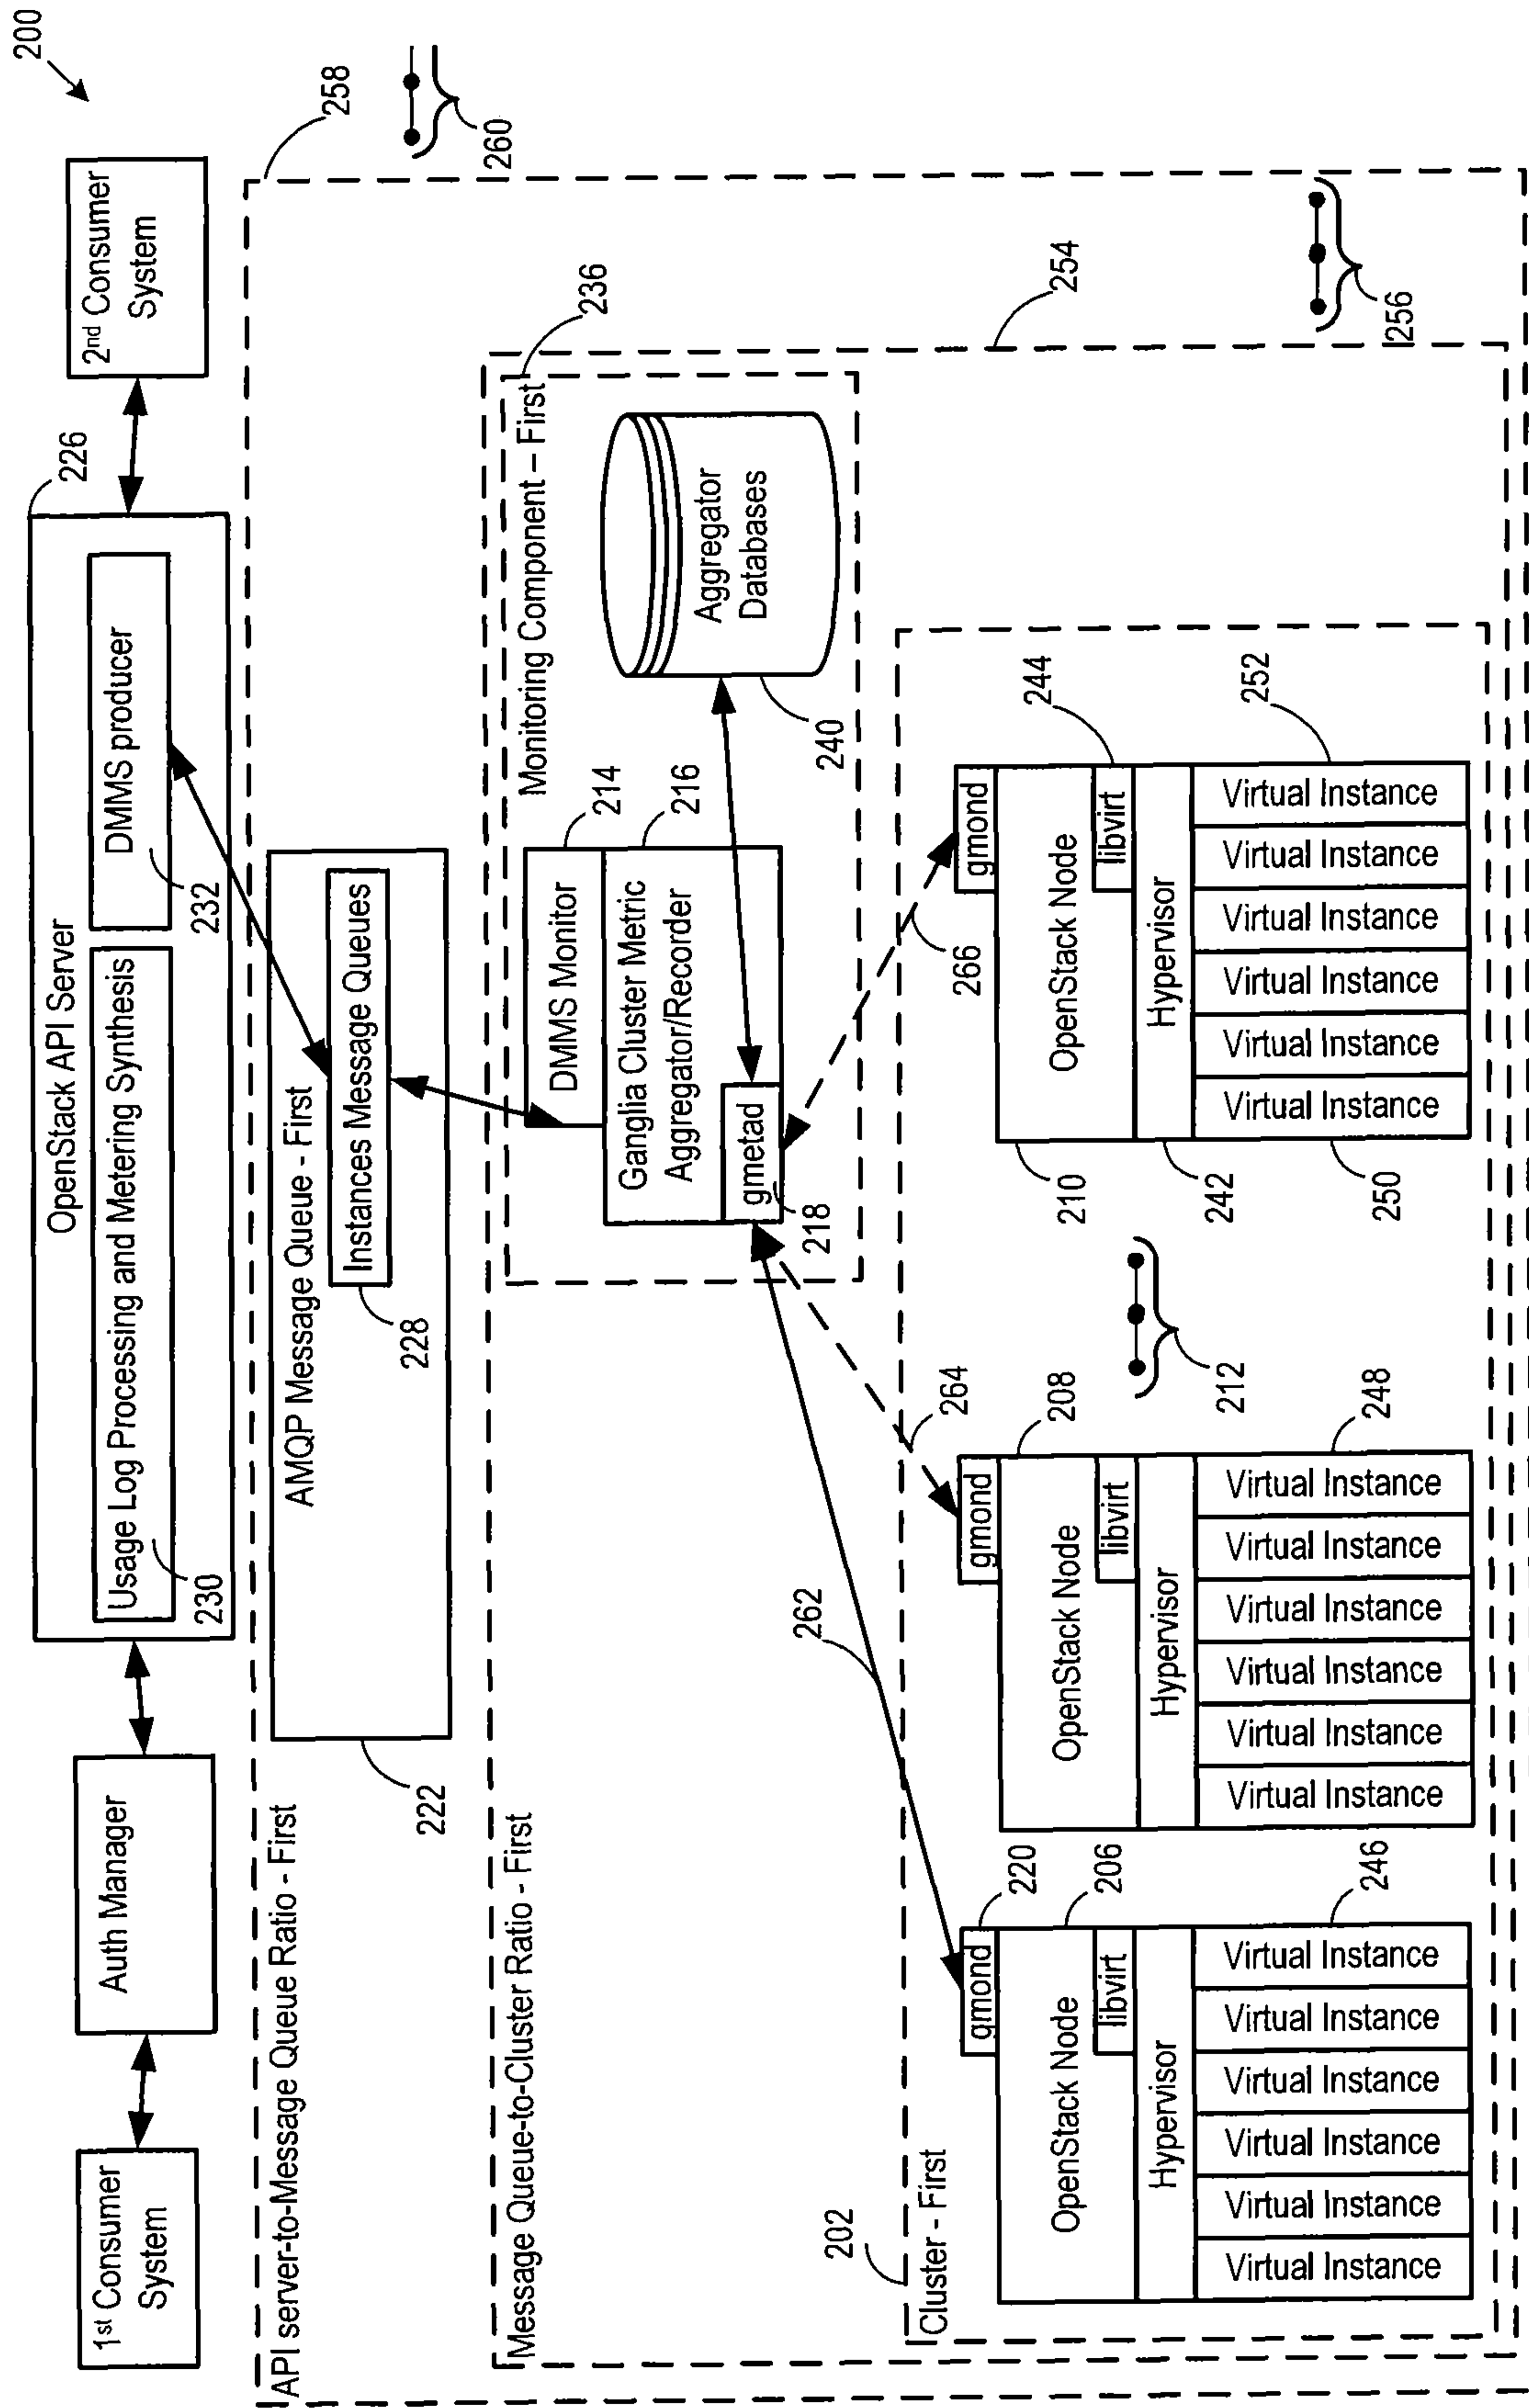 200
1st Consumer
System
Auth Manager
OpenStack API Server
226
Usage Log Processing and Metering Synthesis
230
DMMS producer
232
2nd Consumer
System
API server-to-Message Queue Ratio - First
258
260
AMQP Message Queue - First
222
Instances Message Queues
228
Message Queue-to-Cluster Ratio - First
254
256
Monitoring Component – First
236
DMMS Monitor
214
Ganglia Cluster Metric
Aggregator/Recorder
216
gmetad
218
Aggregator
Databases
240
262
264
266
202
Cluster - First
gmond
220
OpenStack Node
206
libvirt
Hypervisor
Virtual Instance
Virtual Instance
Virtual Instance
Virtual Instance
Virtual Instance
Virtual Instance
246
gmond
OpenStack Node
208
libvirt
Hypervisor
Virtual Instance
Virtual Instance
Virtual Instance
Virtual Instance
Virtual Instance
Virtual Instance
248
212
gmond
OpenStack Node
210
libvirt
244
Hypervisor
242
Virtual Instance
Virtual Instance
Virtual Instance
Virtual Instance
Virtual Instance
Virtual Instance
250
252